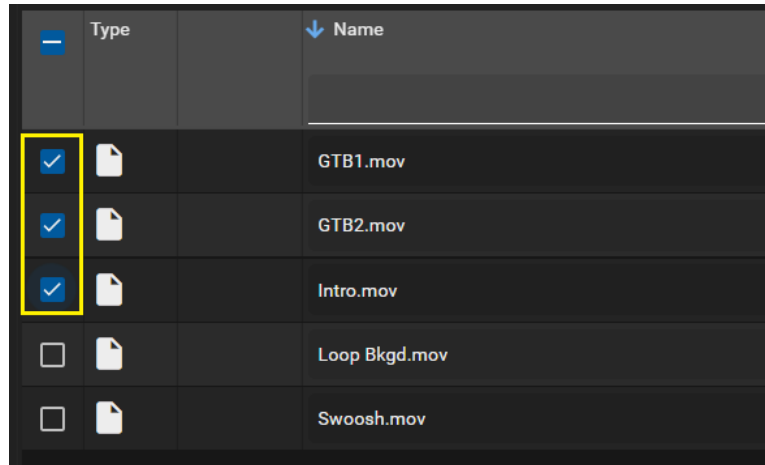 Type
Name
GTB1.mov
GTB2.mov
Intro.mov
Loop Bkgd.mov
Swoosh.mov